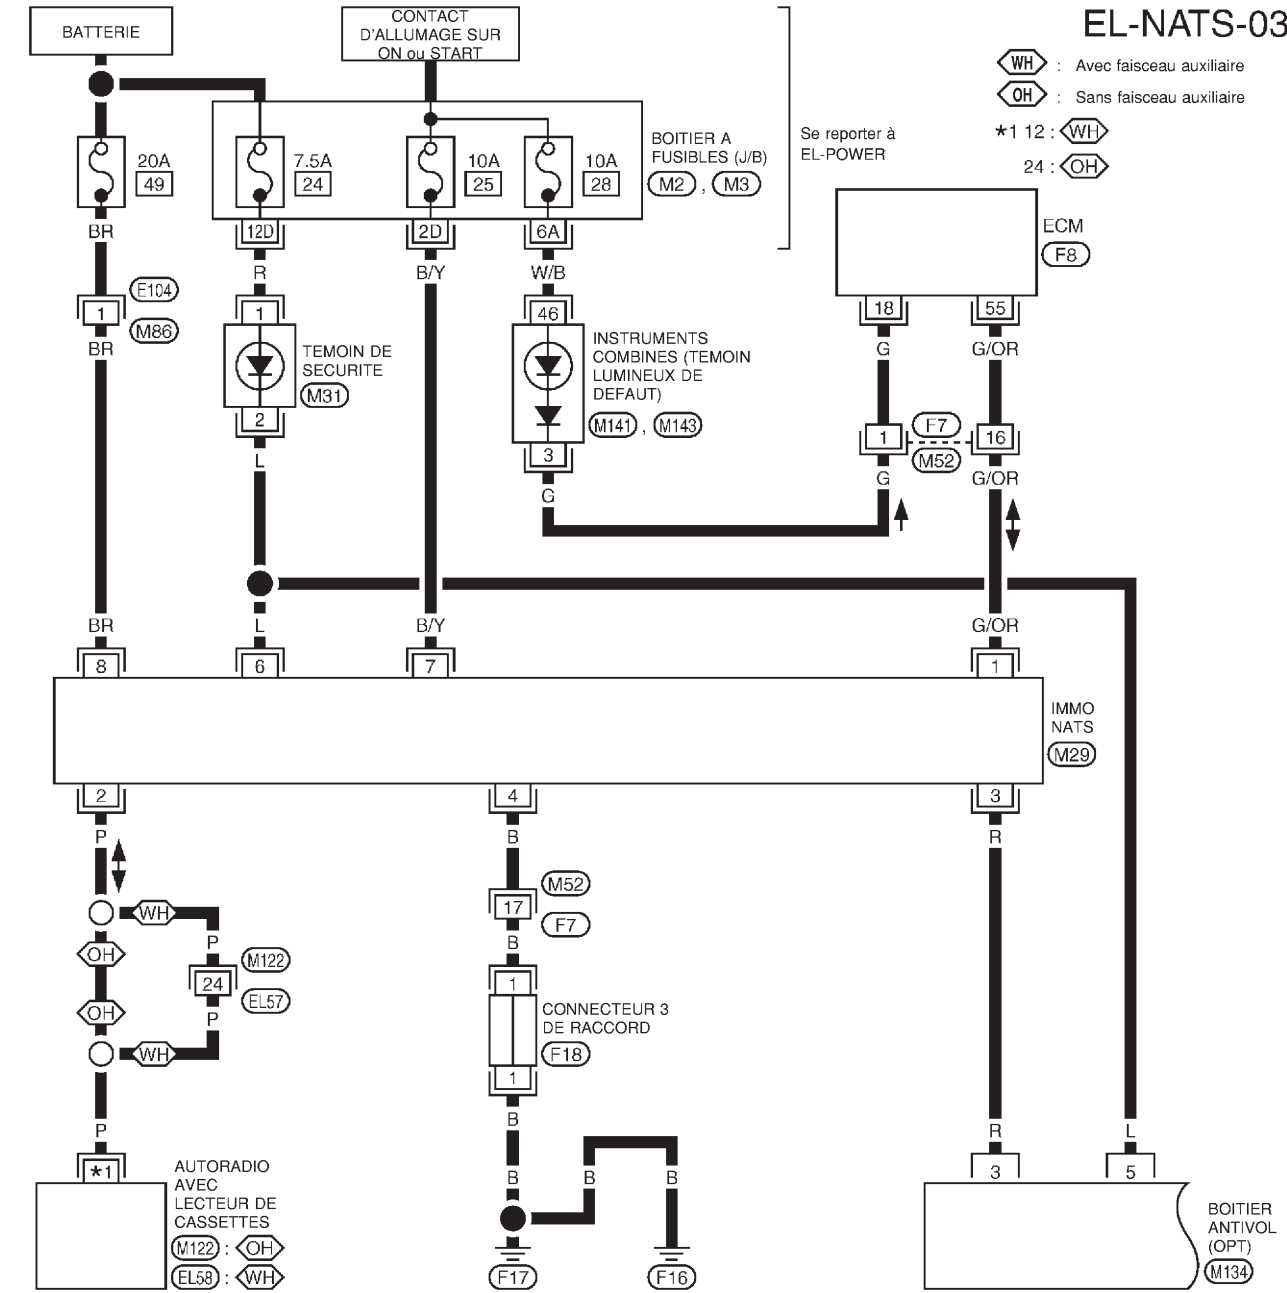 EL-NATS-03
BATTERIE
CONTACT
D'ALLUMAGE SUR
ON ou START
WH : Avec faisceau auxiliaire
OH : Sans faisceau auxiliaire
★1 12 : WH
24 : OH
20A
49
7.5A
24
10A
25
10A
28
BOITIER A
FUSIBLES (J/B)
M2 , M3
Se reporter à
EL-POWER
ECM
F8
BR
12D
2D
6A
R
B/Y
W/B
18
55
E104
1
M86
BR
1
46
G
G/OR
TEMOIN DE
SECURITE
M31
2
L
INSTRUMENTS
COMBINES (TEMOIN
LUMINEUX DE
DEFAUT)
M141 , M143
3
G
1
F7
M52
16
G
G/OR
BR
L
B/Y
G/OR
8
6
7
1
IMMO
NATS
M29
2
4
3
P
B
R
WH
P
OH
M122
24
EL57
OH
P
WH
M52
17
F7
B
1
CONNECTEUR 3
DE RACCORD
F18
1
P
B
R
L
★1
B
B
B
3
5
AUTORADIO
AVEC
LECTEUR DE
CASSETTES
M122 : OH
EL58 : WH
F17
F16
BOITIER
ANTIVOL
(OPT)
M134